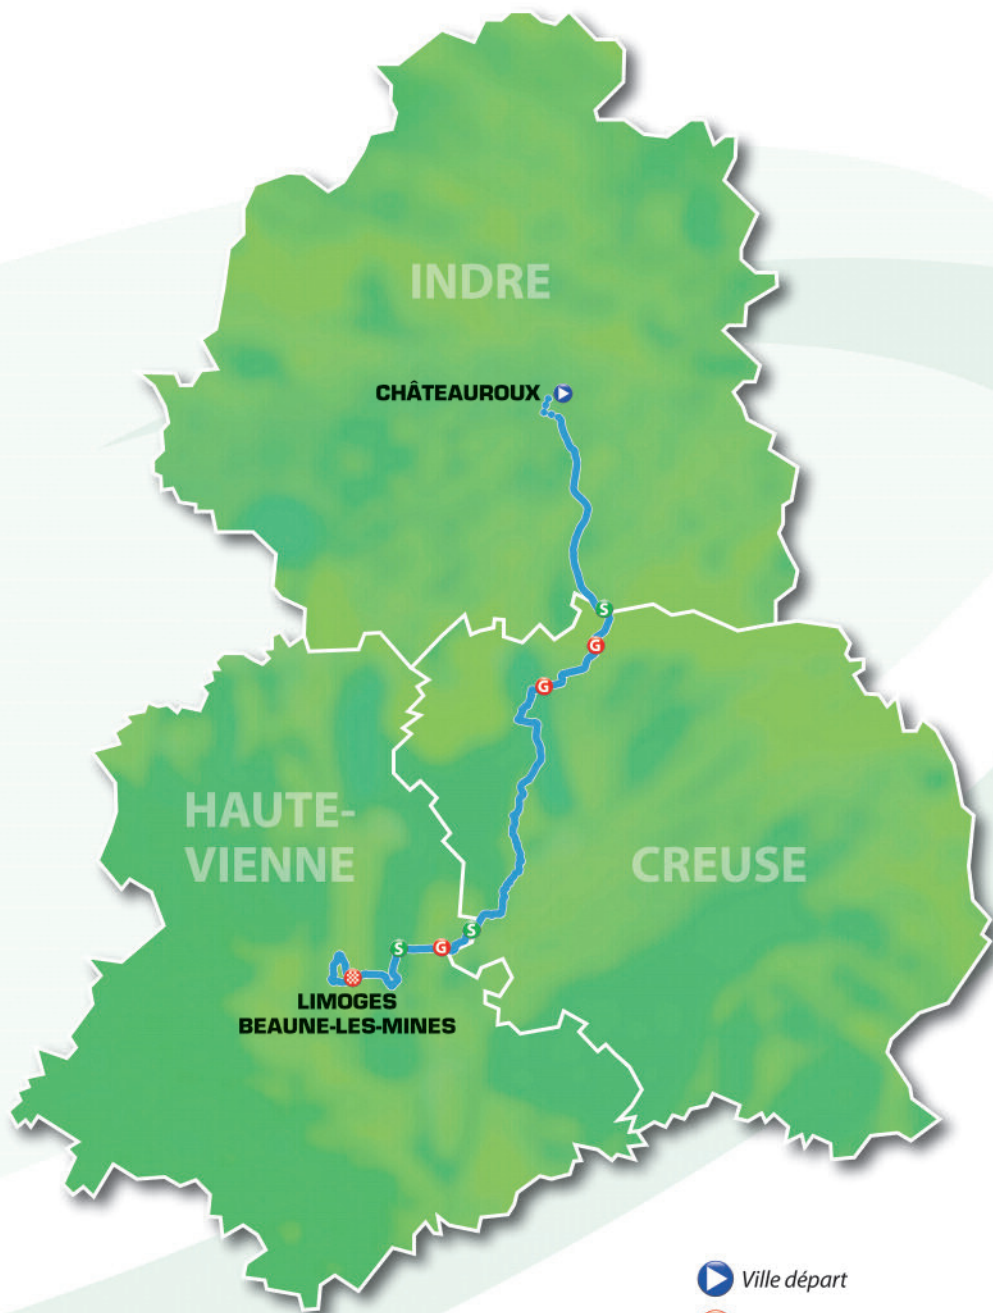 INDRE
CHÂTEAUROUX
S
G
G
HAUTE-
VIENNE
CREUSE
S
S
G
LIMOGES
BEAUNE-LES-MINES
Ville départ